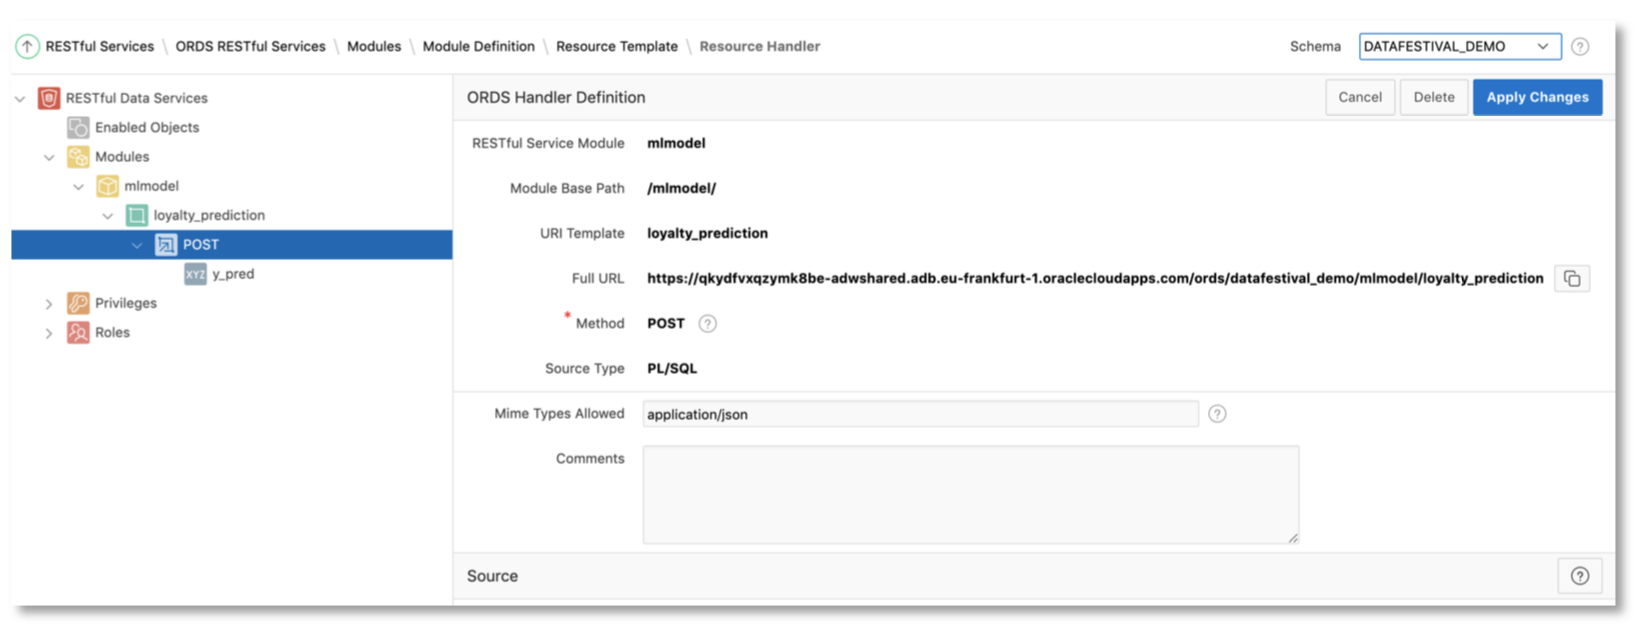 RESTful Services \ ORDS RESTful Services \ Modules \ Module Definition \ Resource Template \ Resource Handler
Schema DATAFESTIVAL_DEMO ?
RESTful Data Services
Enabled Objects
Modules
mlmodel
loyalty_prediction
POST
XYZ y_pred
Privileges
Roles
ORDS Handler Definition
Cancel Delete Apply Changes
RESTful Service Module mlmodel
Module Base Path /mlmodel/
URI Template loyalty_prediction
Full URL https://qkydfvxqzymk8be-adwshared.adb.eu-frankfurt-1.oraclecloudapps.com/ords/datafestival_demo/mlmodel/loyalty_prediction
* Method POST ?
Source Type PL/SQL
Mime Types Allowed application/json ?
Comments
Source ?